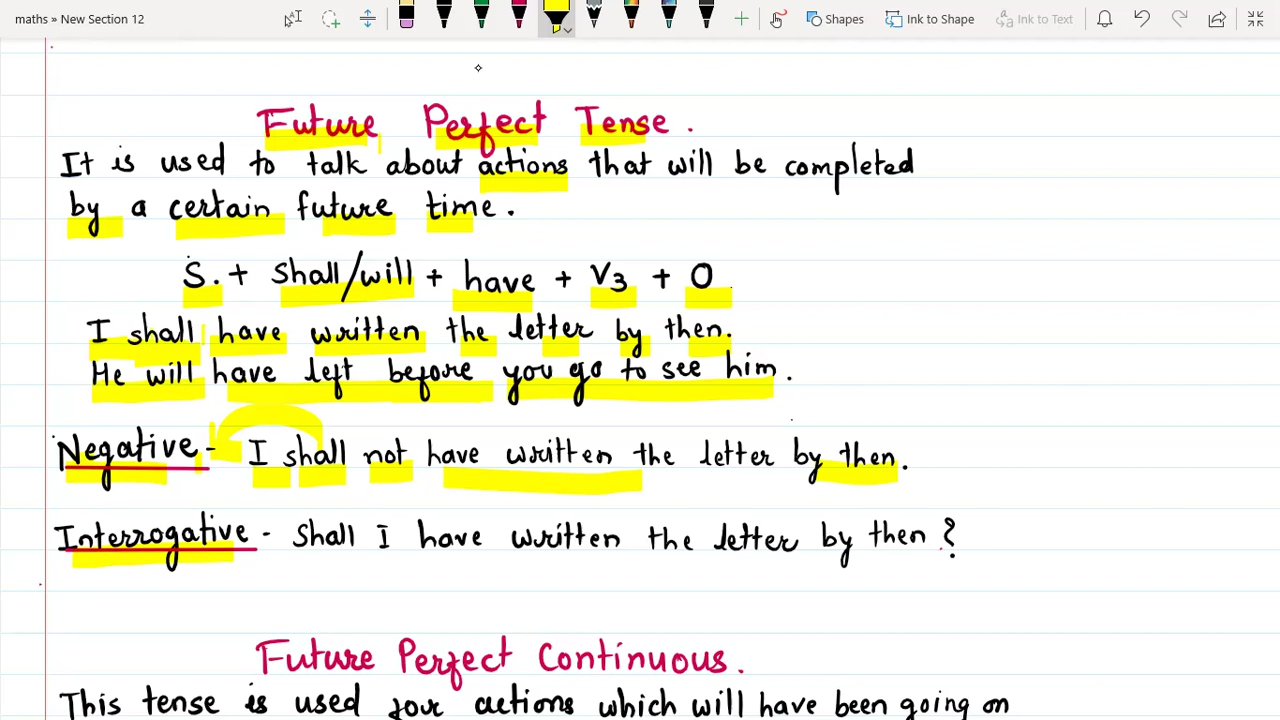 maths » New Section 12
Shapes
Ink to Shape
Ink to Text
Future Perfect Tense.
It is used to talk about actions that will be completed
by a certain future time.
S. + Shall/will + have + V3 + O
I shall have written the letter by then.
He will have left before you go to see him.
Negative - I shall not have written the letter by then.
Interrogative - Shall I have written the letter by then ?
Future Perfect Continuous.
This tense is used for actions which will have been going on